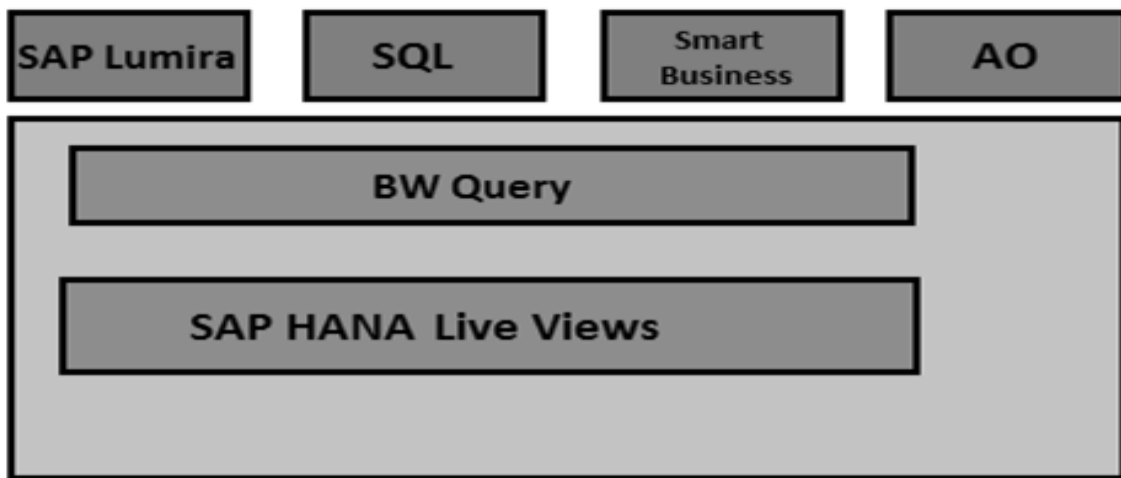 SAP Lumira
SQL
Smart
Business
AO
BW Query
SAP HANA Live Views